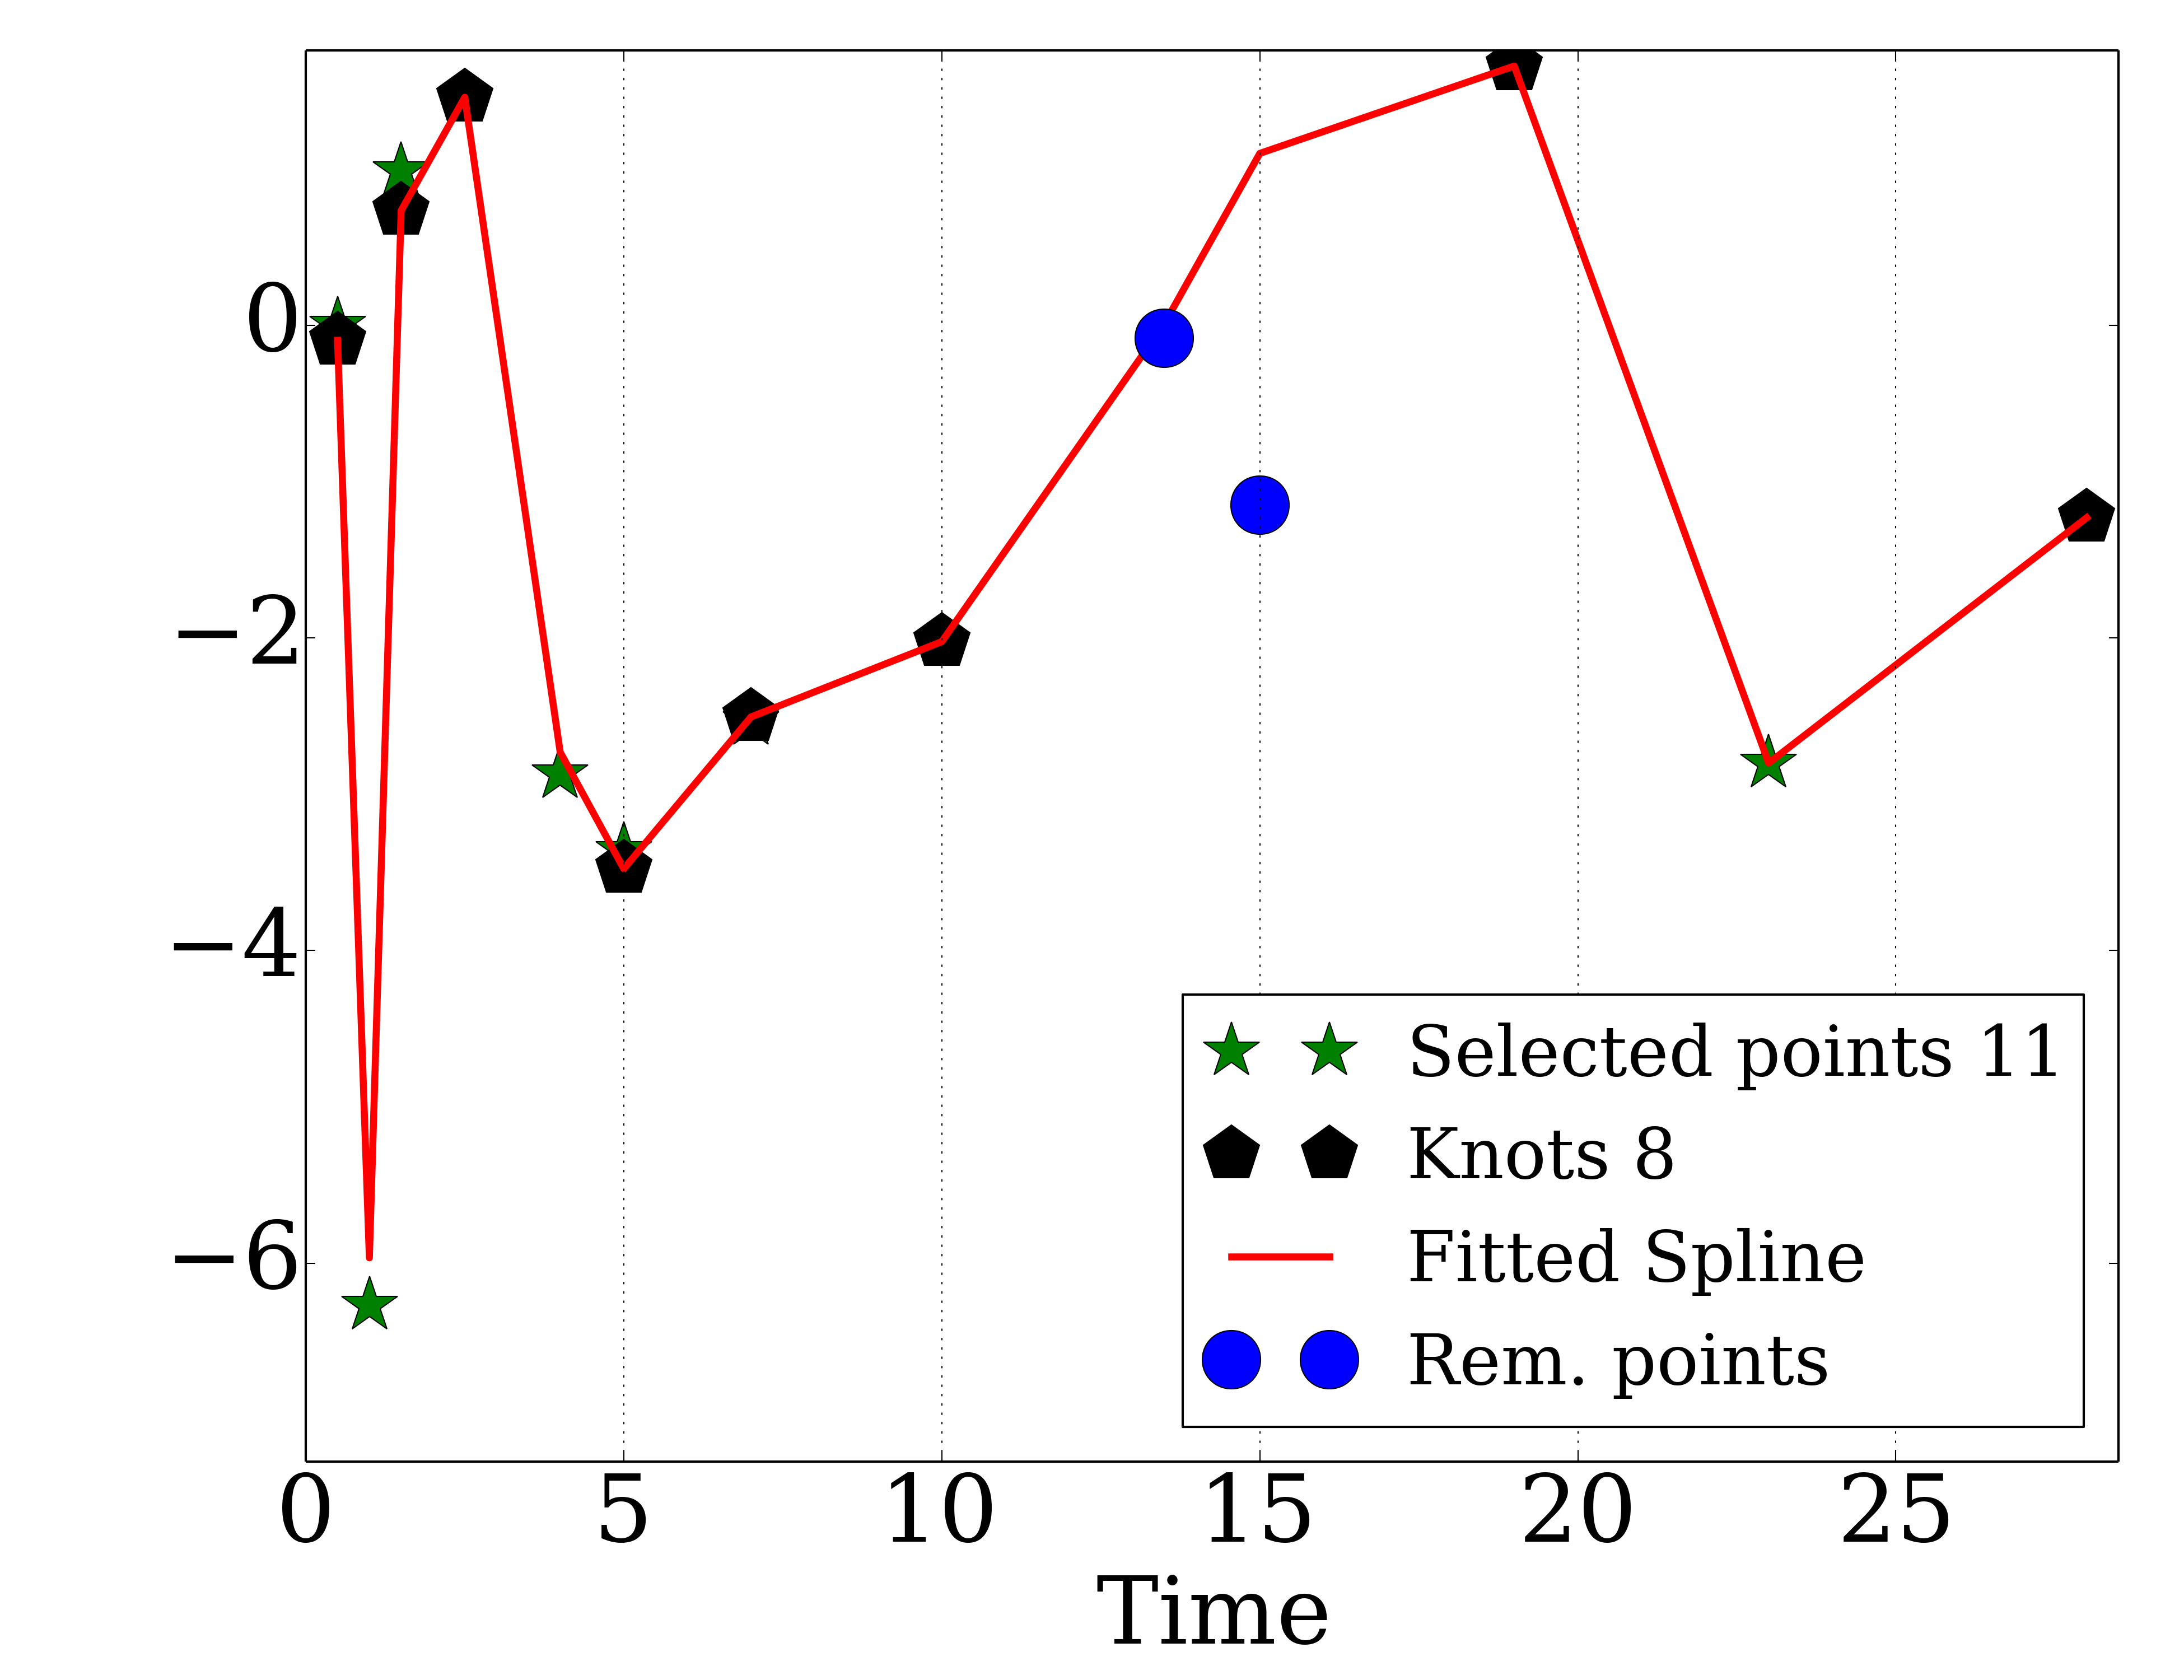 0
−2
−4
−6
0 5 10 15 20 25
Time
Selected points 11
Knots 8
Fitted Spline
Rem. points